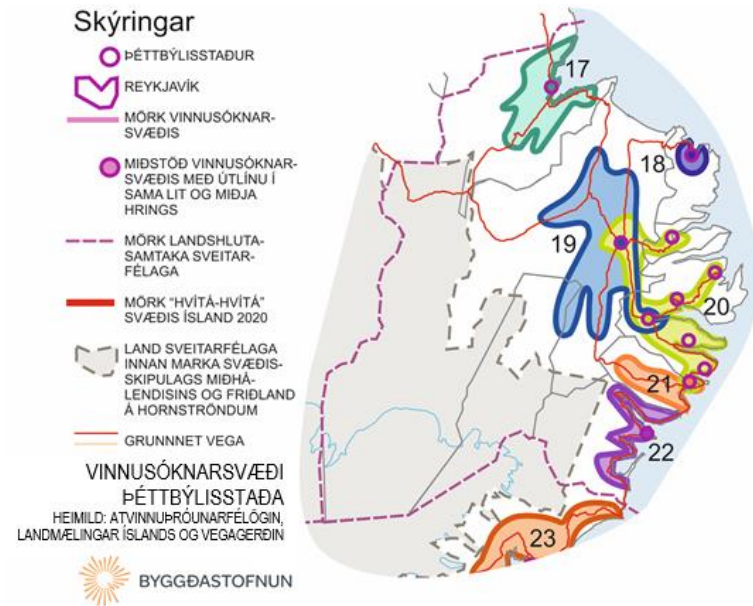 Skýringar
ÞÉTTBÝLISSTAÐUR
REYKJAVÍK
MÖRK VINNUSÓKNAR-
SVÆÐIS
MIÐSTÖÐ VINNUSÓKNAR-
SVÆÐIS MEÐ ÚTLÍNU Í
SAMA LIT OG MIÐJA
HRINGS
MÖRK LANDSHLUTA-
SAMTAKA SVEITAR-
FÉLAGA
MÖRK "HVÍTÁ-HVÍTÁ"
SVÆÐIS ÍSLAND 2020
LAND SVEITARFÉLAGA
INNAN MARKA SVÆÐIS-
SKIPULAGS MIÐHÁ-
LENDISINS OG FRIÐLAND
Á HORNSTRÖNDUM
GRUNNNET VEGA
VINNUSÓKNARSVÆÐI
ÞÉTTBÝLISSTAÐA
HEIMILD: ATVINNUÞRÓUNARFÉLÖGIN,
LANDMÆLINGAR ÍSLANDS OG VEGAGERÐIN
BYGGÐASTOFNUN
17
18
19
20
21
22
23